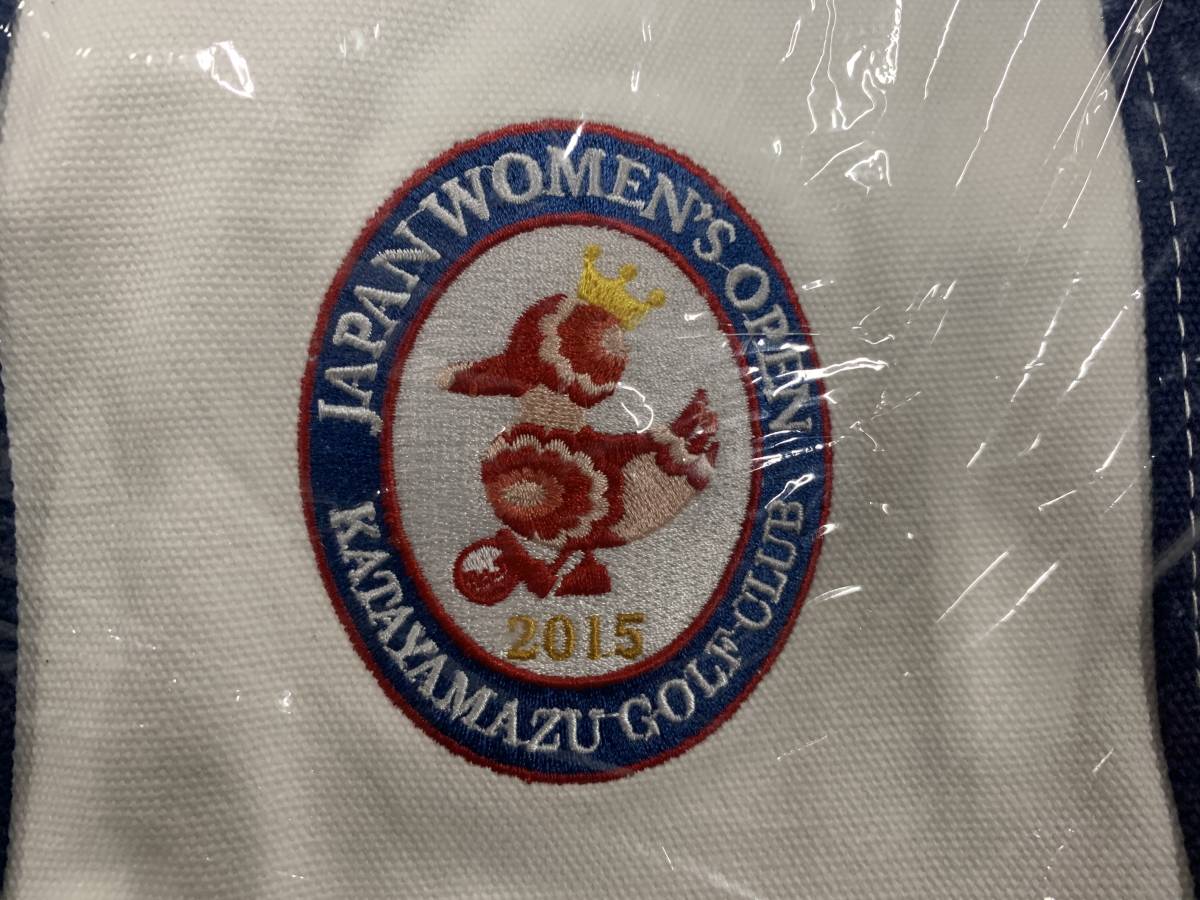 JAPAN WOMEN'S OPEN
2015
KATAYAMAZU GOLF CLUB